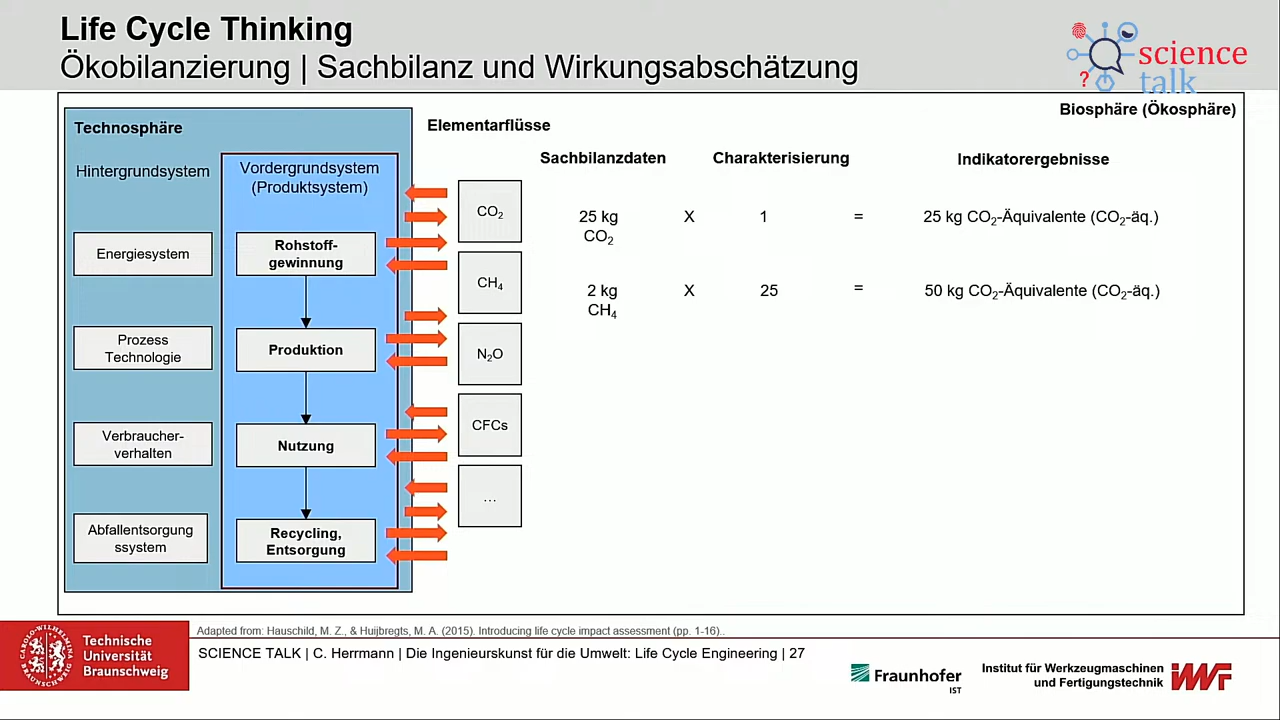 Life Cycle Thinking
Ökobilanzierung | Sachbilanz und Wirkungsabschätzung
science
talk
?
Biosphäre (Ökosphäre)
Technosphäre
Elementarflüsse
Hintergrundsystem
Vordergrundsystem
(Produktsystem)
Sachbilanzdaten
Charakterisierung
Indikatorergebnisse
CO₂
25 kg
CO₂
X
1
=
25 kg CO₂-Äquivalente (CO₂-äq.)
Energiesystem
Rohstoff-
gewinnung
CH₄
2 kg
CH₄
X
25
=
50 kg CO₂-Äquivalente (CO₂-äq.)
Prozess
Technologie
Produktion
N₂O
Verbraucher-
verhalten
Nutzung
CFCs
...
Abfallentsorgung
ssystem
Recycling,
Entsorgung
Adapted from: Hauschild, M. Z., & Huijbregts, M. A. (2015). Introducing life cycle impact assessment (pp. 1-16)..
SCIENCE TALK | C. Herrmann | Die Ingenieurskunst für die Umwelt: Life Cycle Engineering | 27
Technische
Universität
Braunschweig
Fraunhofer
IST
Institut für Werkzeugmaschinen
und Fertigungstechnik
IWF